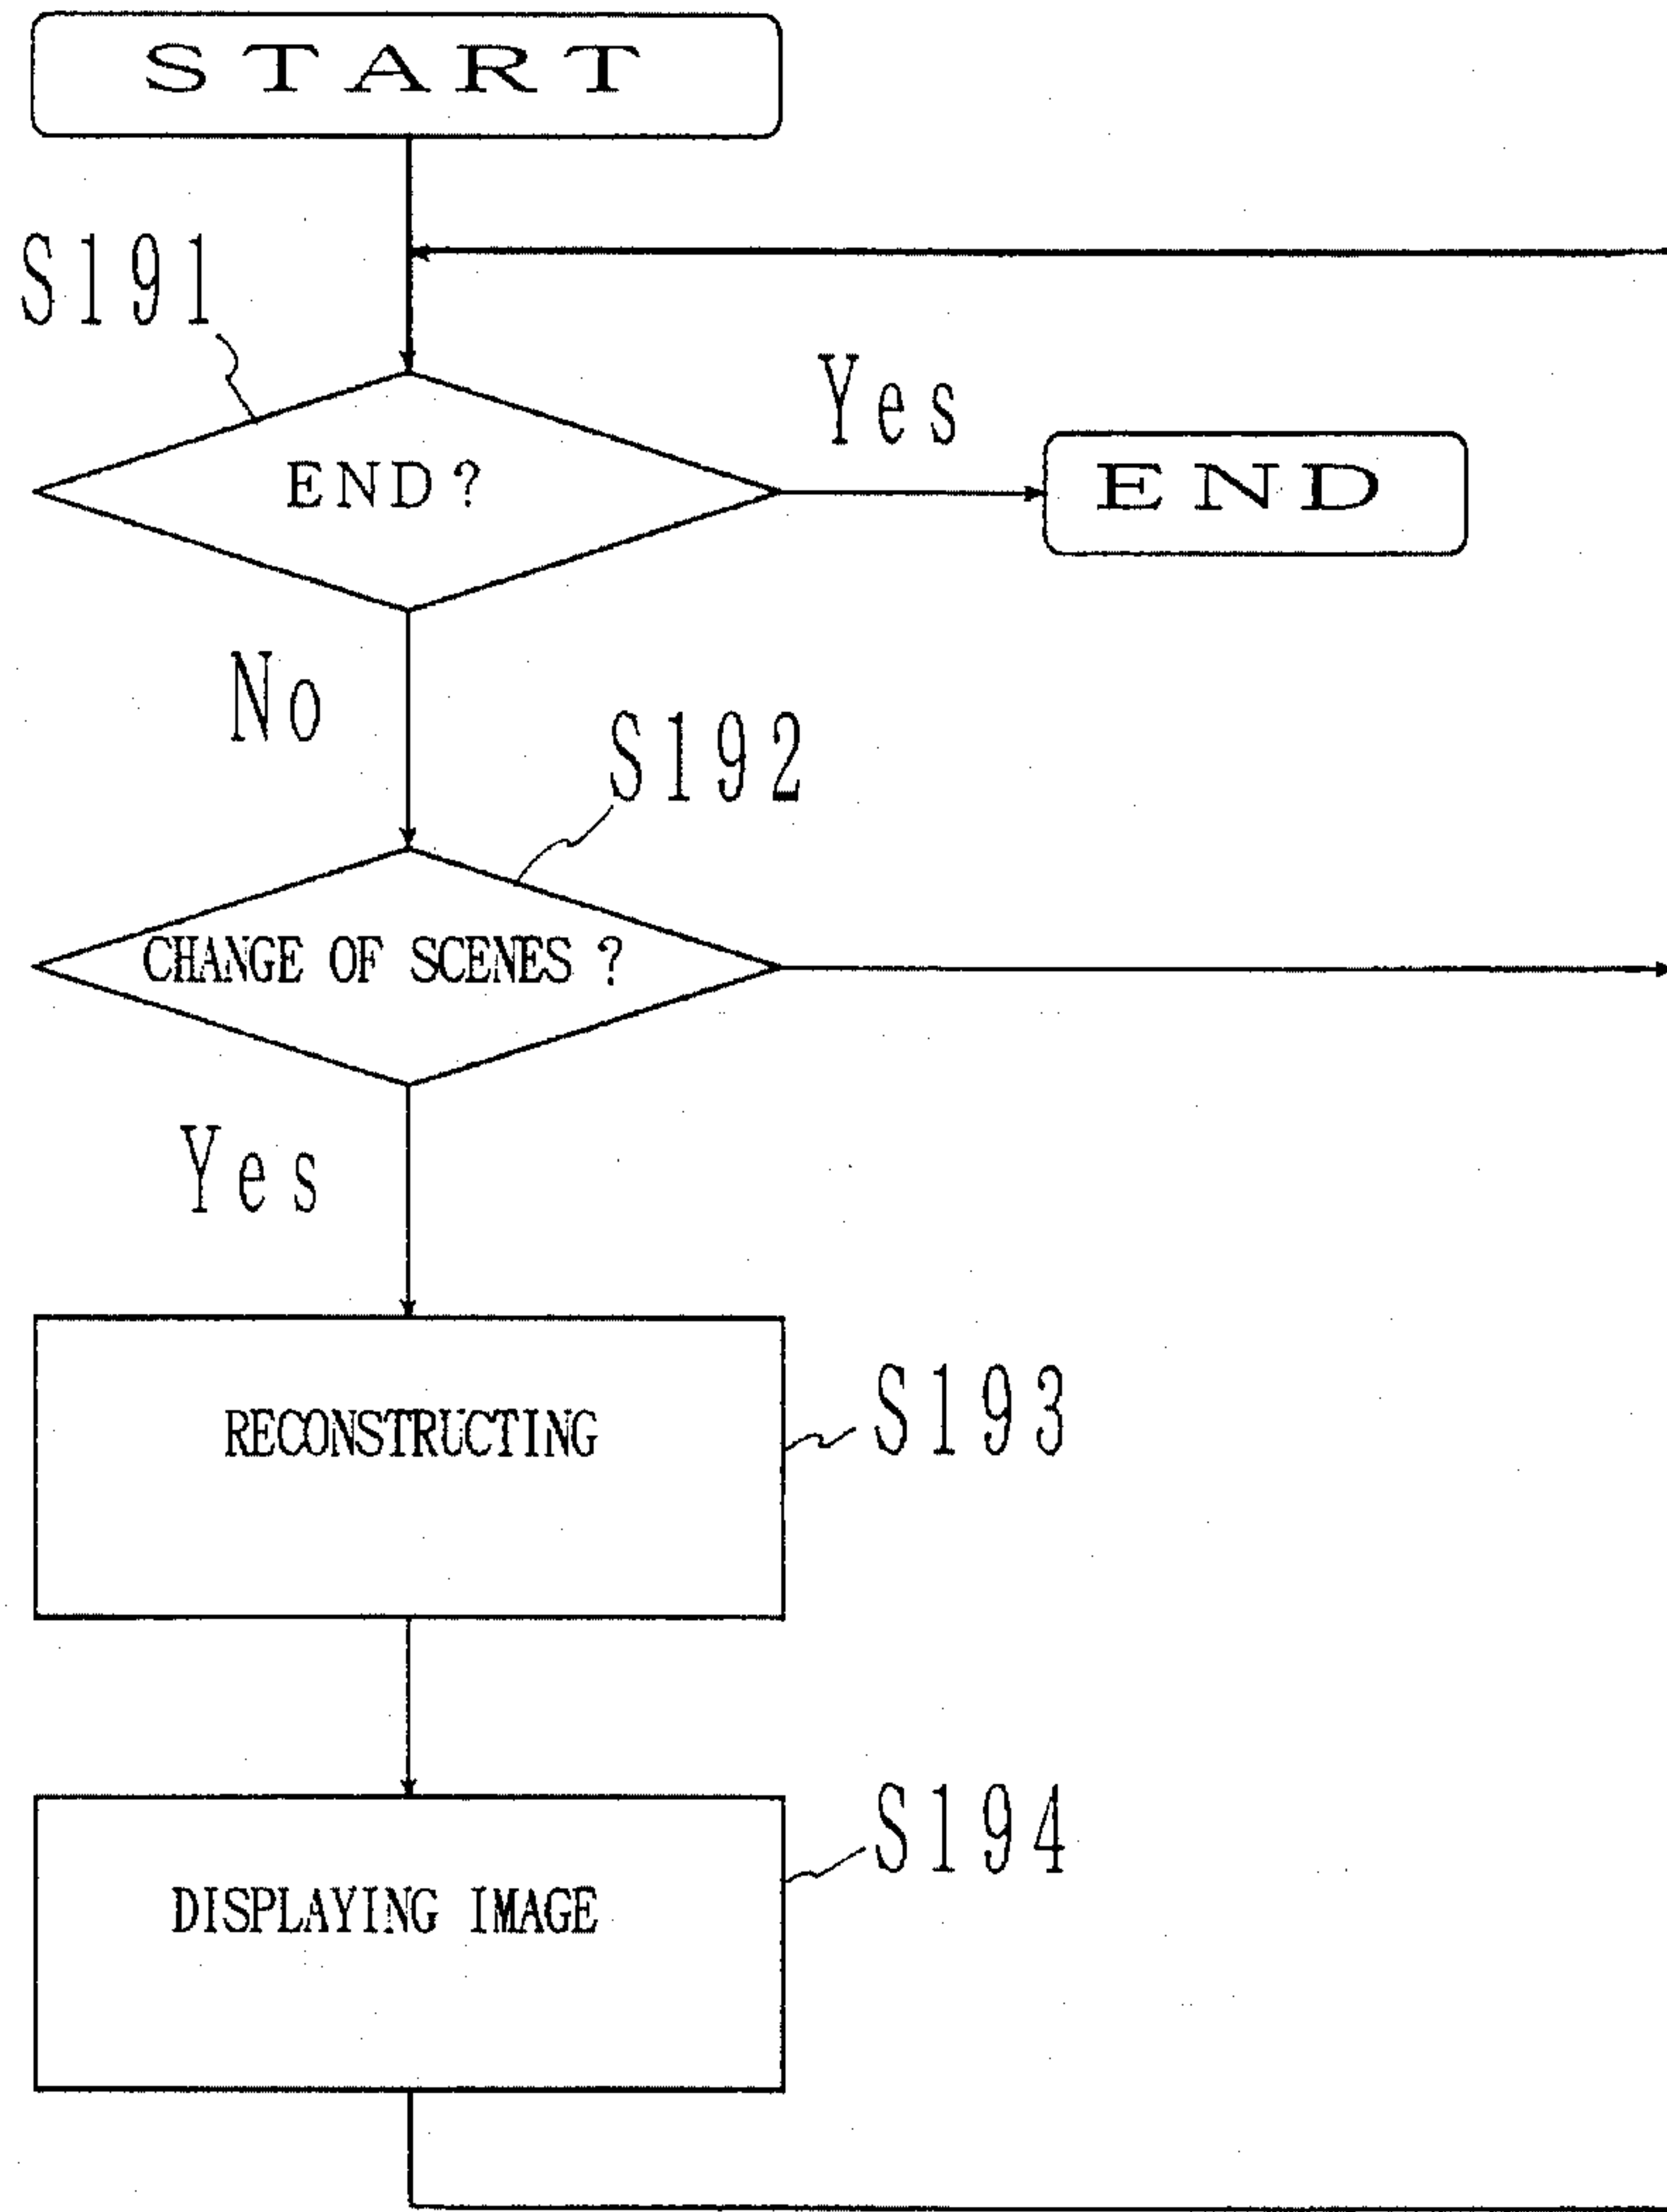 START
S191
Yes
END?
END
No
S192
CHANGE OF SCENES ?
Yes
RECONSTRUCTING
S193
S194
DISPLAYING IMAGE